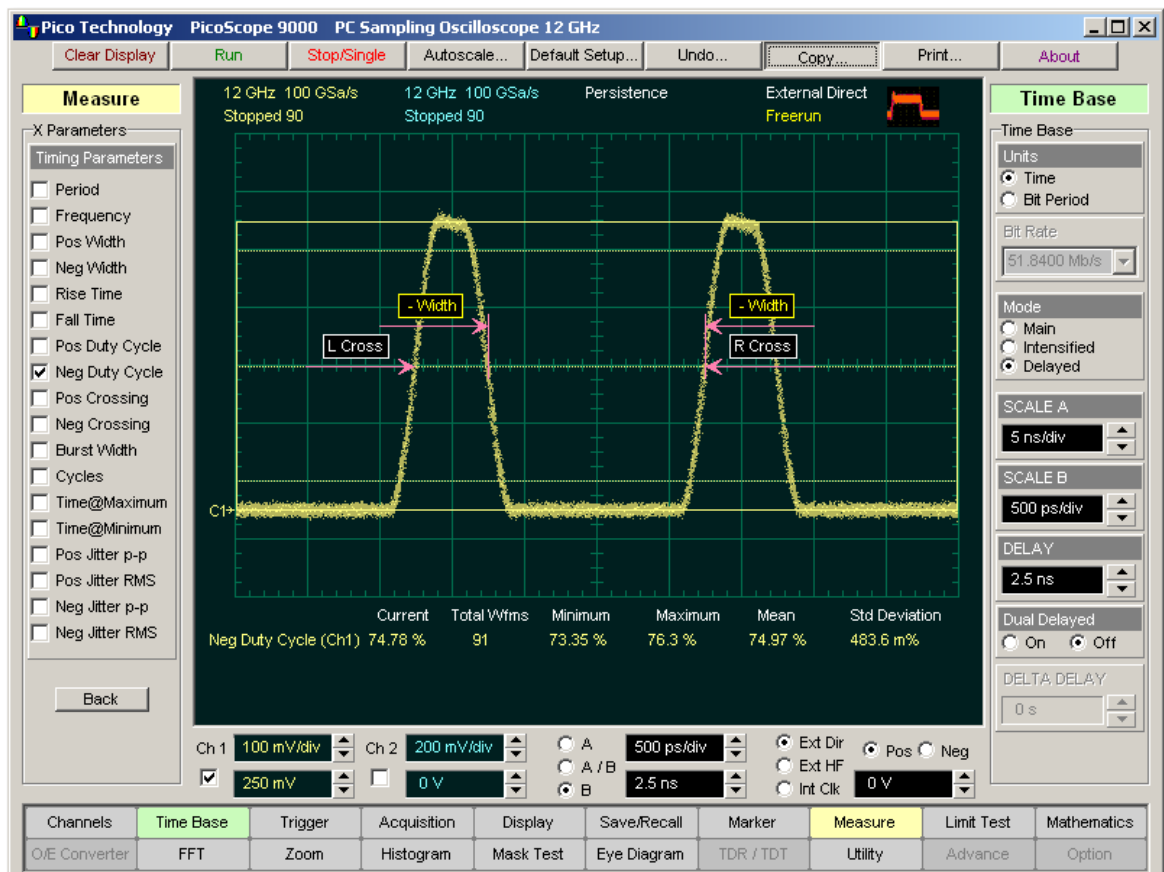 Pico Technology PicoScope 9000 PC Sampling Oscilloscope 12 GHz
Clear Display Run Stop/Single Autoscale... Default Setup... Undo... Copy... Print... About
Measure
X Parameters
Timing Parameters
Period
Frequency
Pos Width
Neg Width
Rise Time
Fall Time
Pos Duty Cycle
Neg Duty Cycle
Pos Crossing
Neg Crossing
Burst Width
Cycles
Time@Maximum
Time@Minimum
Pos Jitter p-p
Pos Jitter RMS
Neg Jitter p-p
Neg Jitter RMS
Back
12 GHz 100 GSa/s 12 GHz 100 GSa/s Persistence External Direct
Stopped 90 Stopped 90 Freerun
- Width - Width
L Cross R Cross
C1
Current Total Wfms Minimum Maximum Mean Std Deviation
Neg Duty Cycle (Ch1) 74.78 % 91 73.35 % 76.3 % 74.97 % 483.6 m%
Time Base
Time Base
Units
Time
Bit Period
Bit Rate
51.8400 Mb/s
Mode
Main
Intensified
Delayed
SCALE A
5 ns/div
SCALE B
500 ps/div
DELAY
2.5 ns
Dual Delayed
On Off
DELTA DELAY
0 s
Ch 1 100 mV/div Ch 2 200 mV/div A 500 ps/div Ext Dir Pos Neg
A / B Ext HF
250 mV 0 V B 2.5 ns Int Clk 0 V
Channels Time Base Trigger Acquisition Display Save/Recall Marker Measure Limit Test Mathematics
O/E Converter FFT Zoom Histogram Mask Test Eye Diagram TDR / TDT Utility Advance Option